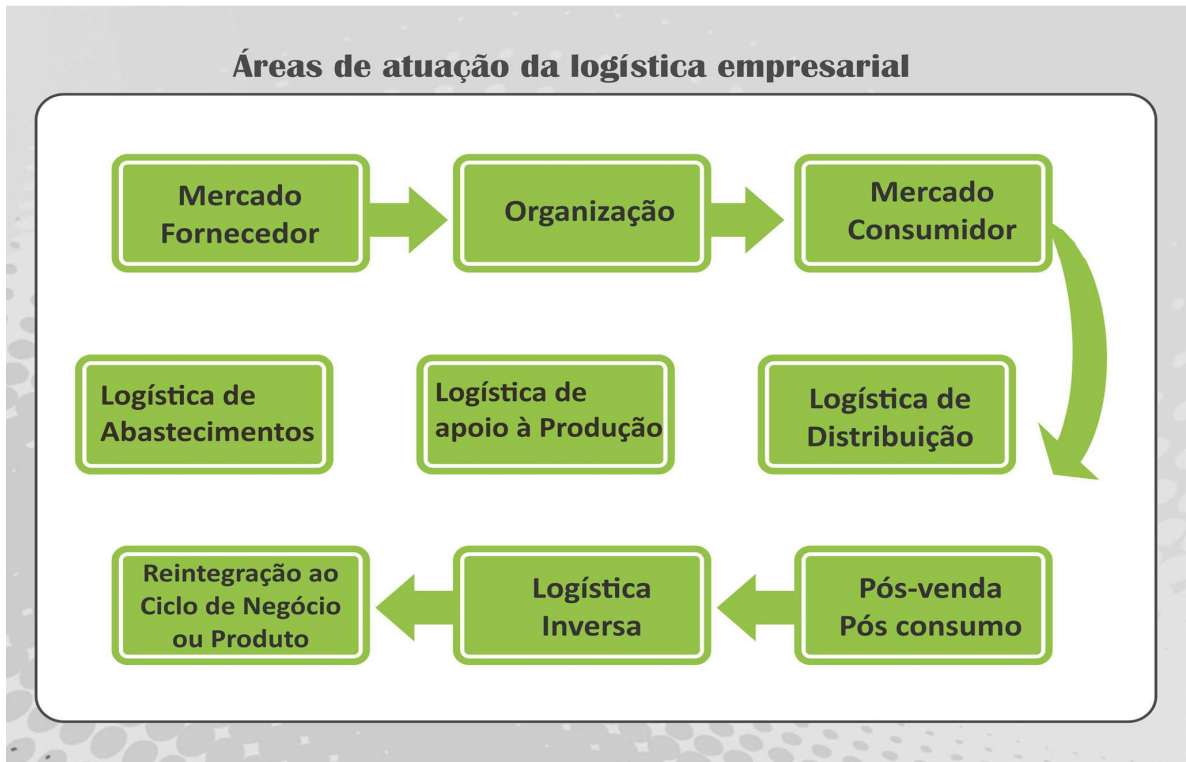 Áreas de atuação da logística empresarial
Mercado
Fornecedor
Organização
Mercado
Consumidor
Logística de
Abastecimentos
Logística de
apoio à Produção
Logística de
Distribuição
Reintegração ao
Ciclo de Negócio
ou Produto
Logística
Inversa
Pós-venda
Pós consumo